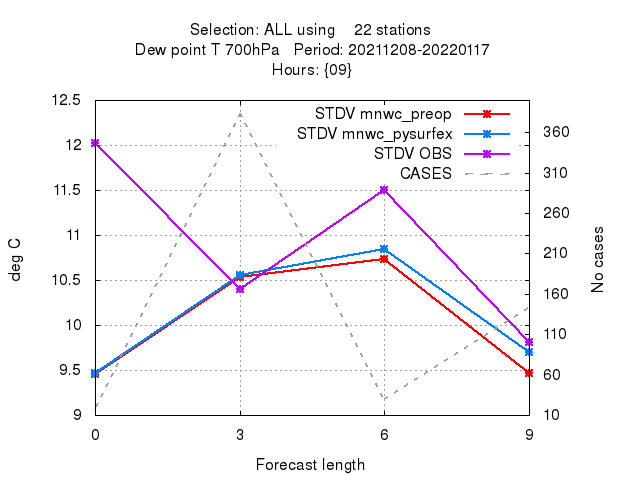 Selection: ALL using    22 stations
Dew point T 700hPa   Period: 20211208-20220117
Hours: {09}
STDV mnwc_preop
STDV mnwc_pysurfex
STDV OBS
CASES
12.5
12
11.5
11
10.5
10
9.5
9
deg C
360
310
260
210
160
110
60
10
No cases
0 3 6 9
Forecast length